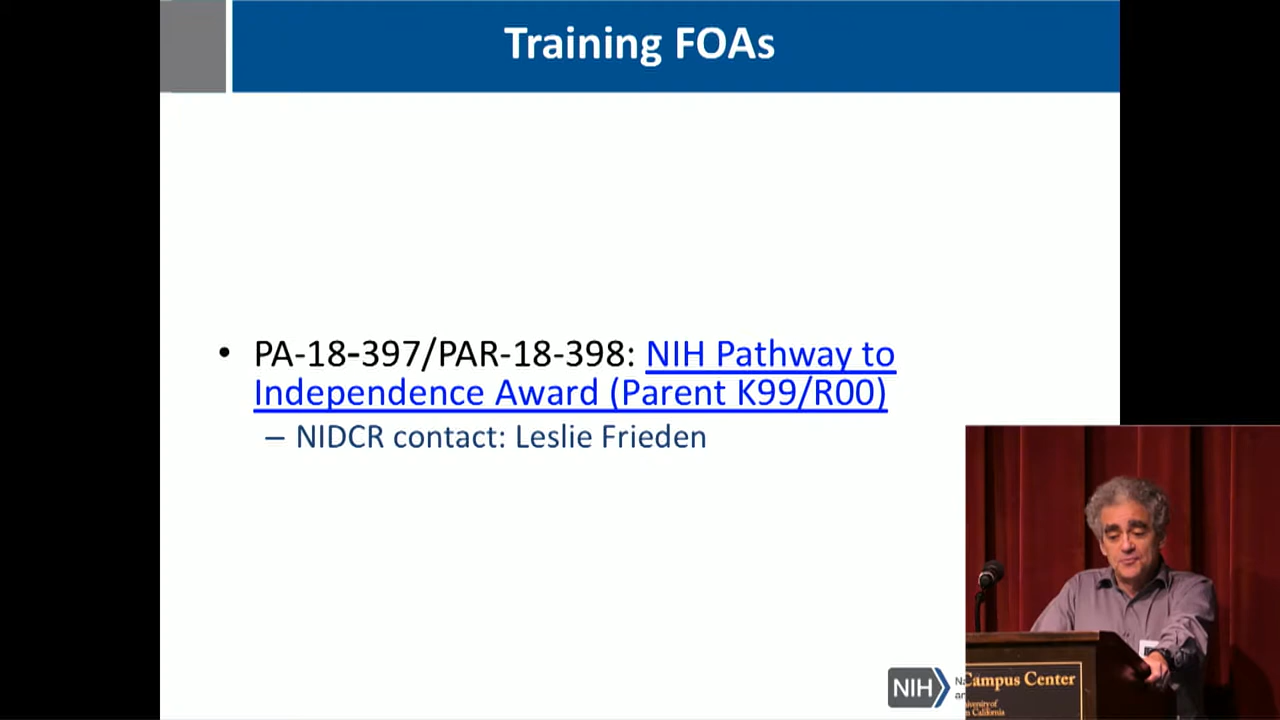 Training FOAs
• PA-18-397/PAR-18-398: NIH Pathway to
Independence Award (Parent K99/R00)
– NIDCR contact: Leslie Frieden
NIH
Campus Center
California